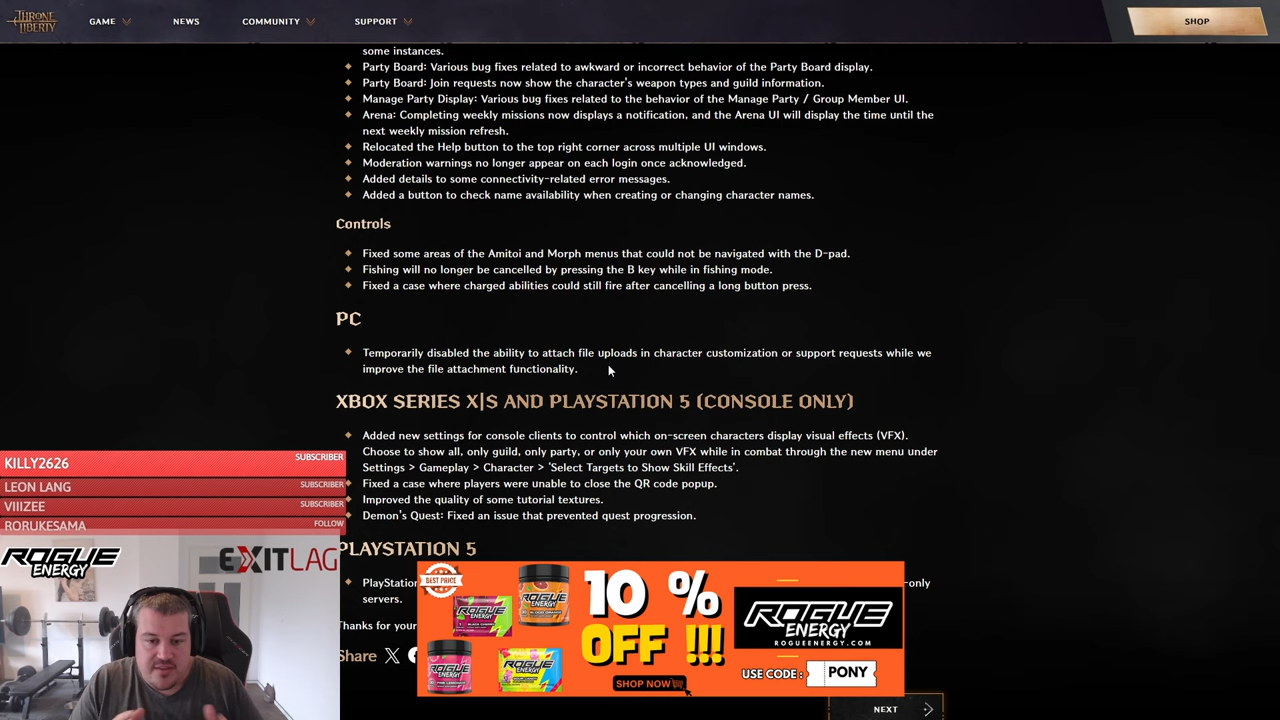 THRONE
LIBERTY
GAME
NEWS
COMMUNITY
SUPPORT
SHOP
some instances.
Party Board: Various bug fixes related to awkward or incorrect behavior of the Party Board display.
Party Board: Join requests now show the character's weapon types and guild information.
Manage Party Display: Various bug fixes related to the behavior of the Manage Party / Group Member UI.
Arena: Completing weekly missions now displays a notification, and the Arena UI will display the time until the
next weekly mission refresh.
Relocated the Help button to the top right corner across multiple UI windows.
Moderation warnings no longer appear on each login once acknowledged.
Added details to some connectivity-related error messages.
Added a button to check name availability when creating or changing character names.
Controls
Fixed some areas of the Amitoi and Morph menus that could not be navigated with the D-pad.
Fishing will no longer be cancelled by pressing the B key while in fishing mode.
Fixed a case where charged abilities could still fire after cancelling a long button press.
PC
Temporarily disabled the ability to attach file uploads in character customization or support requests while we
improve the file attachment functionality.
XBOX SERIES X|S AND PLAYSTATION 5 (CONSOLE ONLY)
Added new settings for console clients to control which on-screen characters display visual effects (VFX).
Choose to show all, only guild, only party, or only your own VFX while in combat through the new menu under
Settings > Gameplay > Character > 'Select Targets to Show Skill Effects'.
Fixed a case where players were unable to close the QR code popup.
Improved the quality of some tutorial textures.
Demon's Quest: Fixed an issue that prevented quest progression.
KILLY2626 SUBSCRIBER
LEON LANG SUBSCRIBER
VIIIZEE SUBSCRIBER
RORUKESAMA FOLLOW
ROGUE
ENERGY
EXITLAG
PLAYSTATION 5
PlayStation -only
servers.
Thanks for your
Share
BEST PRICE
10 %
OFF !!!
SHOP NOW
ROGUE
ENERGY
ROGUEENERGY.COM
USE CODE: PONY
NEXT